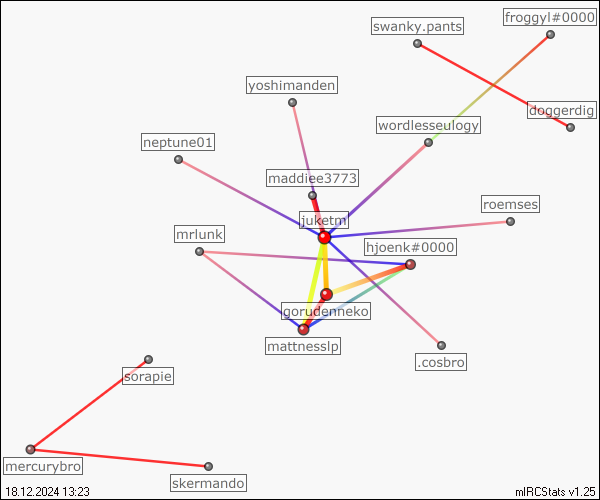 froggyl#0000
swanky.pants
yoshimanden
doggerdig
wordlesseulogy
neptune01
maddiee3773
roemses
juketm
mrlunk
hjoenk#0000
gorudenneko
mattnesslp
.cosbro
sorapie
mercurybro
skermando
18.12.2024 13:23
mIRCStats v1.25